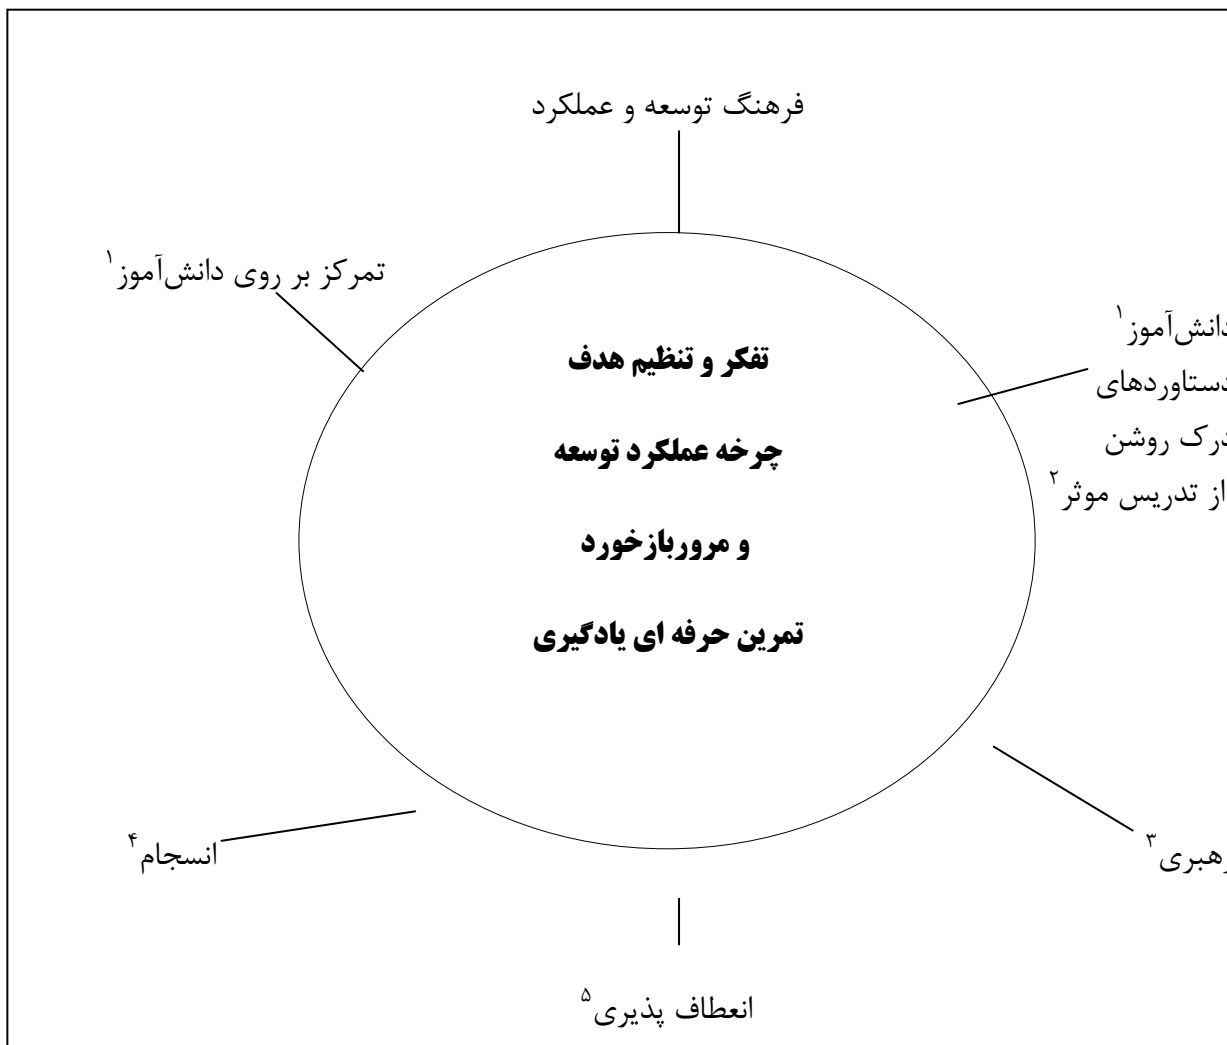 فرهنگ توسعه و عملکرد
تمرکز بر روی دانش‌آموز۱
دانش‌آموز۱
دستاوردهای
درک روشن
از تدریس موثر۲
تفکر و تنظیم هدف
چرخه عملکرد توسعه
و مروربازخورد
تمرین حرفه ای یادگیری
رهبری۳
انسجام۴
انعطاف پذیری۵